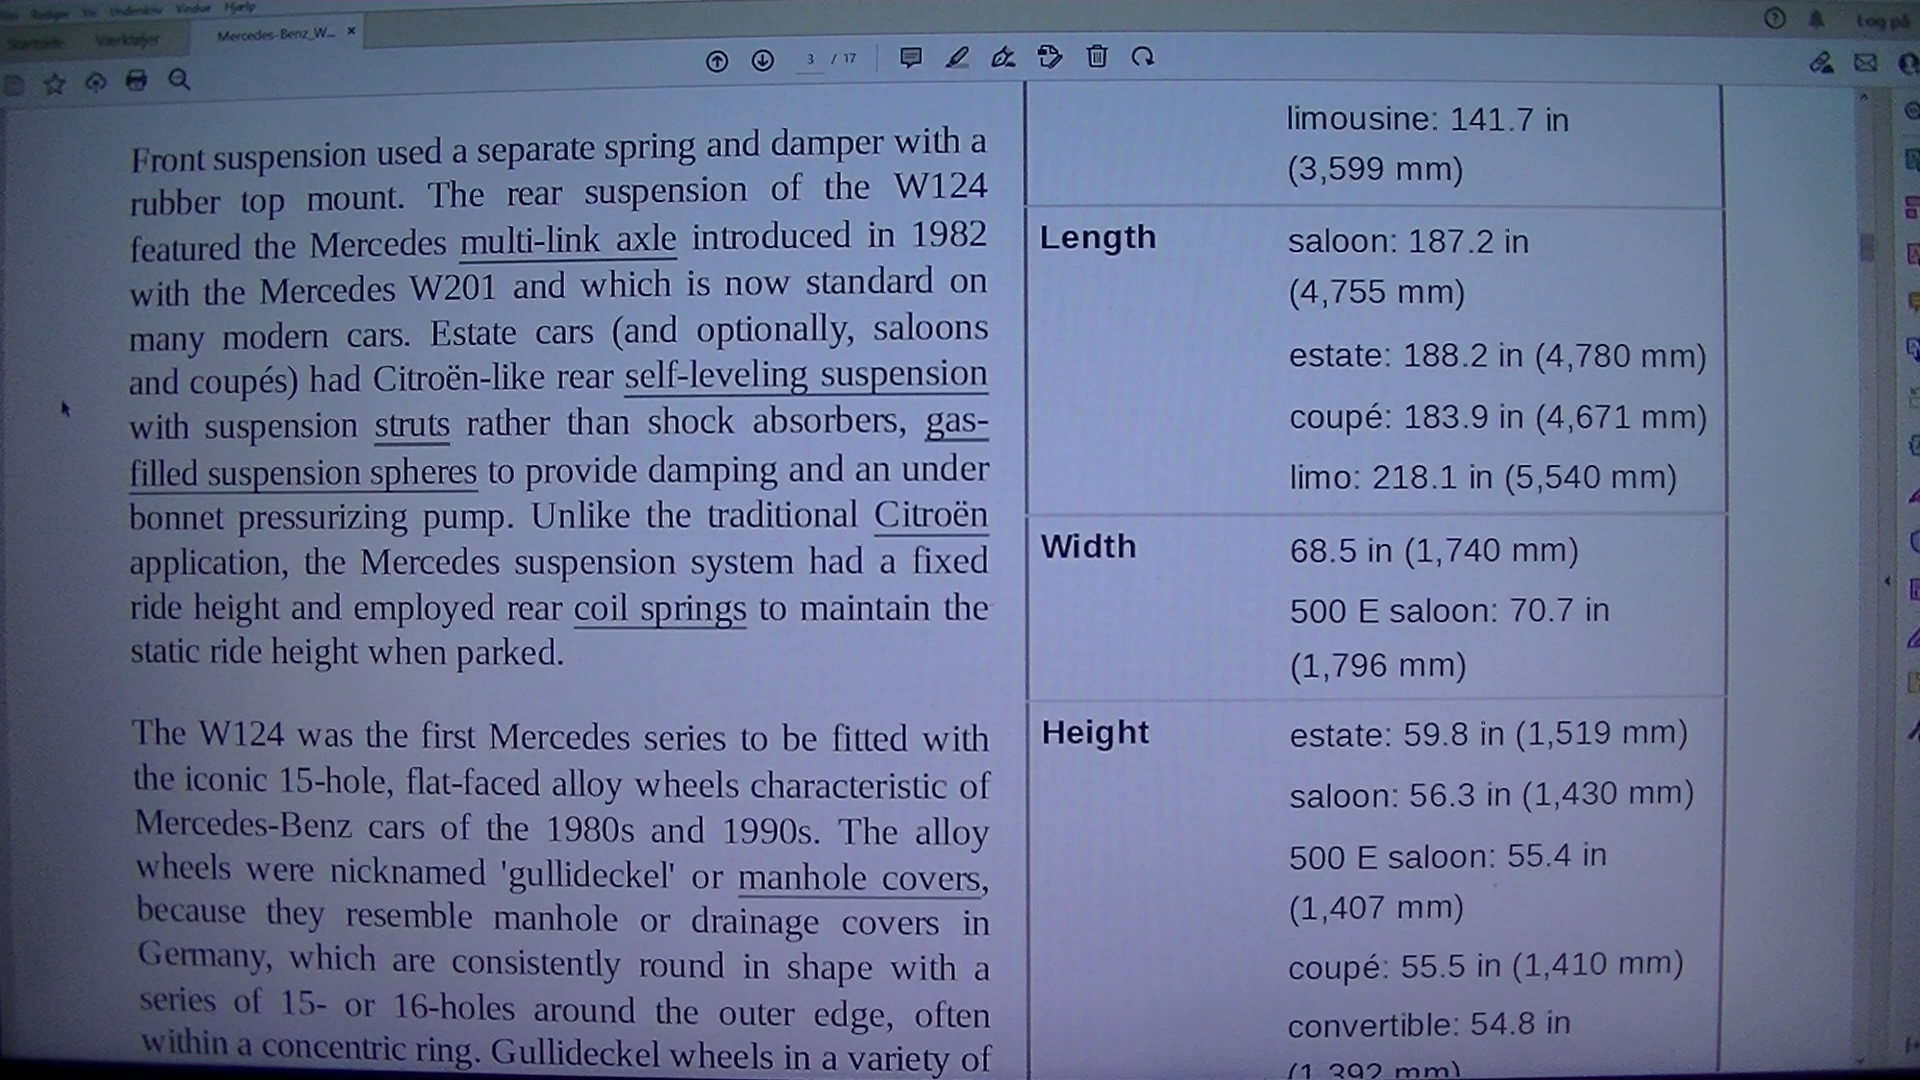 Rediger Vis Underskriv Vindue Hjælp
Startside Værktøjer Mercedes-Benz_W... ×
Log på
3 / 17
Front suspension used a separate spring and damper with a
rubber top mount. The rear suspension of the W124
featured the Mercedes multi-link axle introduced in 1982
with the Mercedes W201 and which is now standard on
many modern cars. Estate cars (and optionally, saloons
and coupés) had Citroën-like rear self-leveling suspension
with suspension struts rather than shock absorbers, gas-
filled suspension spheres to provide damping and an under
bonnet pressurizing pump. Unlike the traditional Citroën
application, the Mercedes suspension system had a fixed
ride height and employed rear coil springs to maintain the
static ride height when parked.
The W124 was the first Mercedes series to be fitted with
the iconic 15-hole, flat-faced alloy wheels characteristic of
Mercedes-Benz cars of the 1980s and 1990s. The alloy
wheels were nicknamed 'gullideckel' or manhole covers,
because they resemble manhole or drainage covers in
Germany, which are consistently round in shape with a
series of 15- or 16-holes around the outer edge, often
within a concentric ring. Gullideckel wheels in a variety of
limousine: 141.7 in
(3,599 mm)
Length
saloon: 187.2 in
(4,755 mm)
estate: 188.2 in (4,780 mm)
coupé: 183.9 in (4,671 mm)
limo: 218.1 in (5,540 mm)
Width
68.5 in (1,740 mm)
500 E saloon: 70.7 in
(1,796 mm)
Height
estate: 59.8 in (1,519 mm)
saloon: 56.3 in (1,430 mm)
500 E saloon: 55.4 in
(1,407 mm)
coupé: 55.5 in (1,410 mm)
convertible: 54.8 in
(1,392 mm)